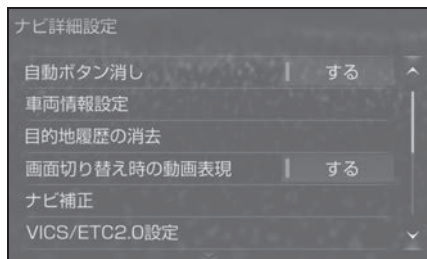 ナビ詳細設定
自動ボタン消し する
車両情報設定
目的地履歴の消去
画面切り替え時の動画表現 する
ナビ補正
VICS/ETC2.0設定